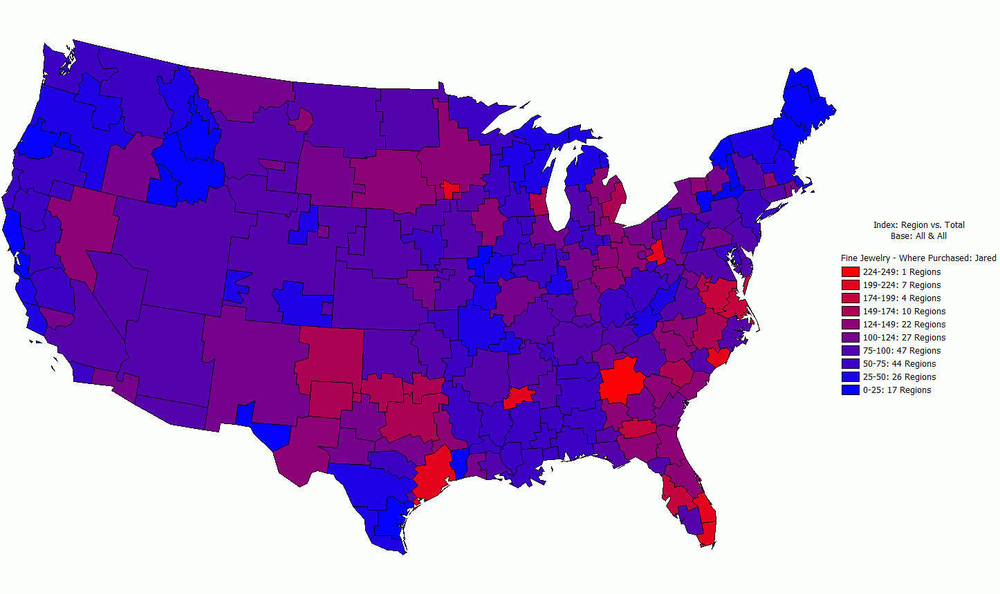 Index: Region vs. Total
Base: All & All
Fine Jewelry - Where Purchased: Jared
224-249: 1 Regions
199-224: 7 Regions
174-199: 4 Regions
149-174: 10 Regions
124-149: 22 Regions
100-124: 27 Regions
75-100: 47 Regions
50-75: 44 Regions
25-50: 26 Regions
0-25: 17 Regions